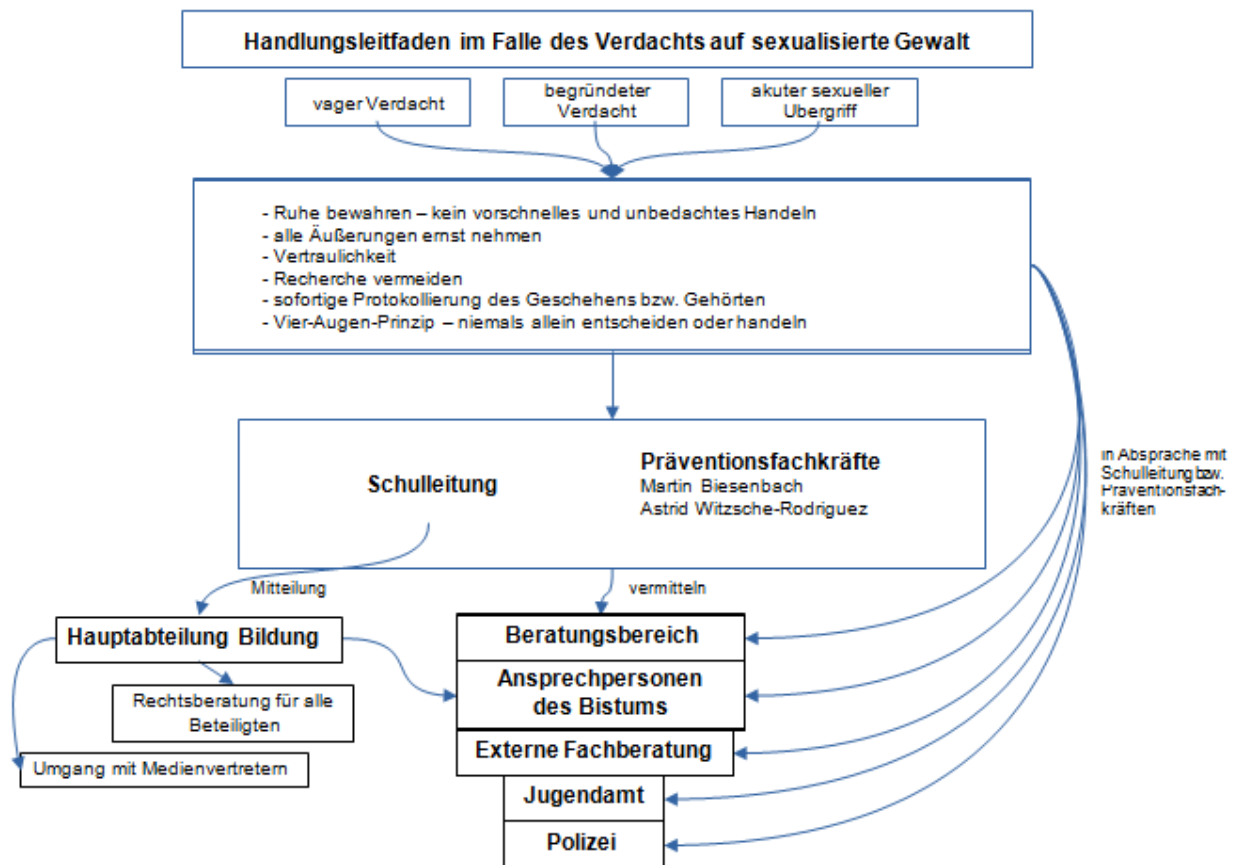 Handlungsleitfaden im Falle des Verdachts auf sexualisierte Gewalt
vager Verdacht
begründeter
Verdacht
akuter sexueller
Übergriff
- Ruhe bewahren – kein vorschnelles und unbedachtes Handeln
- alle Äußerungen ernst nehmen
- Vertraulichkeit
- Recherche vermeiden
- sofortige Protokollierung des Geschehens bzw. Gehörten
- Vier-Augen-Prinzip – niemals allein entscheiden oder handeln
in Absprache mit
Schulleitung bzw.
Präventionsfach-
kräften
Schulleitung
Präventionsfachkräfte
Martin Biesenbach
Astrid Witzsche-Rodriguez
Mitteilung
vermitteln
Hauptabteilung Bildung
Rechtsberatung für alle
Beteiligten
Umgang mit Medienvertretern
Beratungsbereich
Ansprechpersonen
des Bistums
Externe Fachberatung
Jugendamt
Polizei